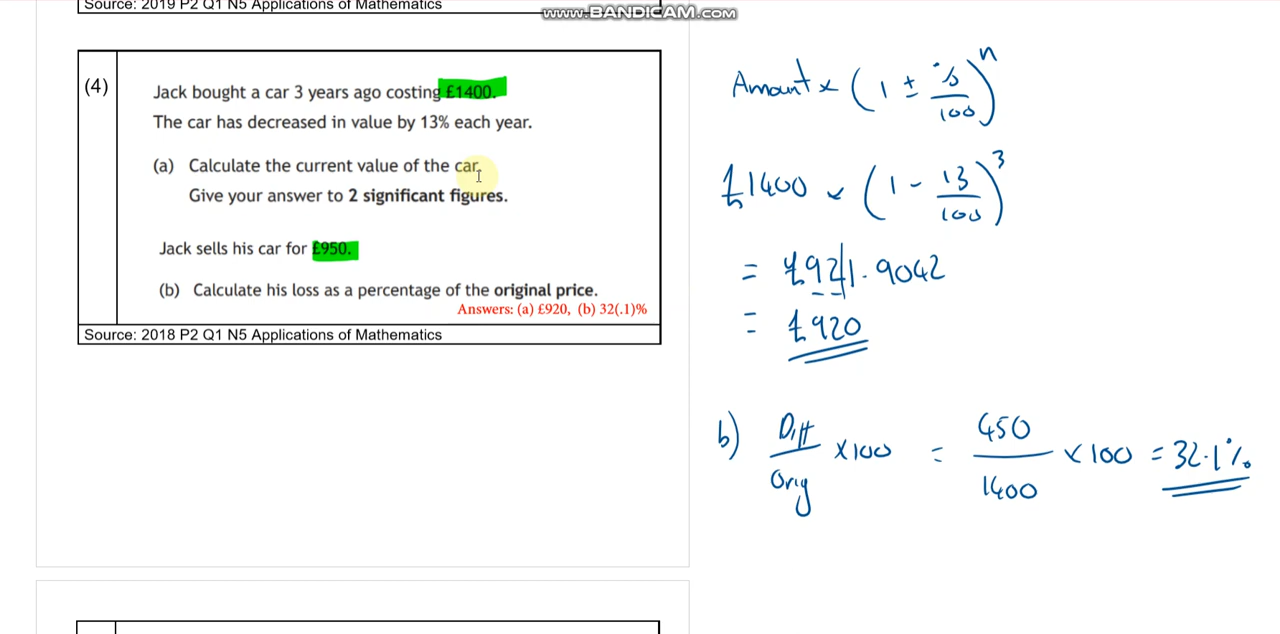 Source: 2019 P2 Q1 N5 Applications of Mathematics
www.BANDICAM.com
(4)
Jack bought a car 3 years ago costing £1400.
The car has decreased in value by 13% each year.
(a) Calculate the current value of the car.
Give your answer to 2 significant figures.
Jack sells his car for £950.
(b) Calculate his loss as a percentage of the original price.
Answers: (a) £920, (b) 32(.1)%
Source: 2018 P2 Q1 N5 Applications of Mathematics
Amount × (1 ± %/100)^n
£1400 × (1 - 13/100)^3
= £921.9042
= £920
b) Diff/Orig ×100 = 450/1400 ×100 = 32.1%